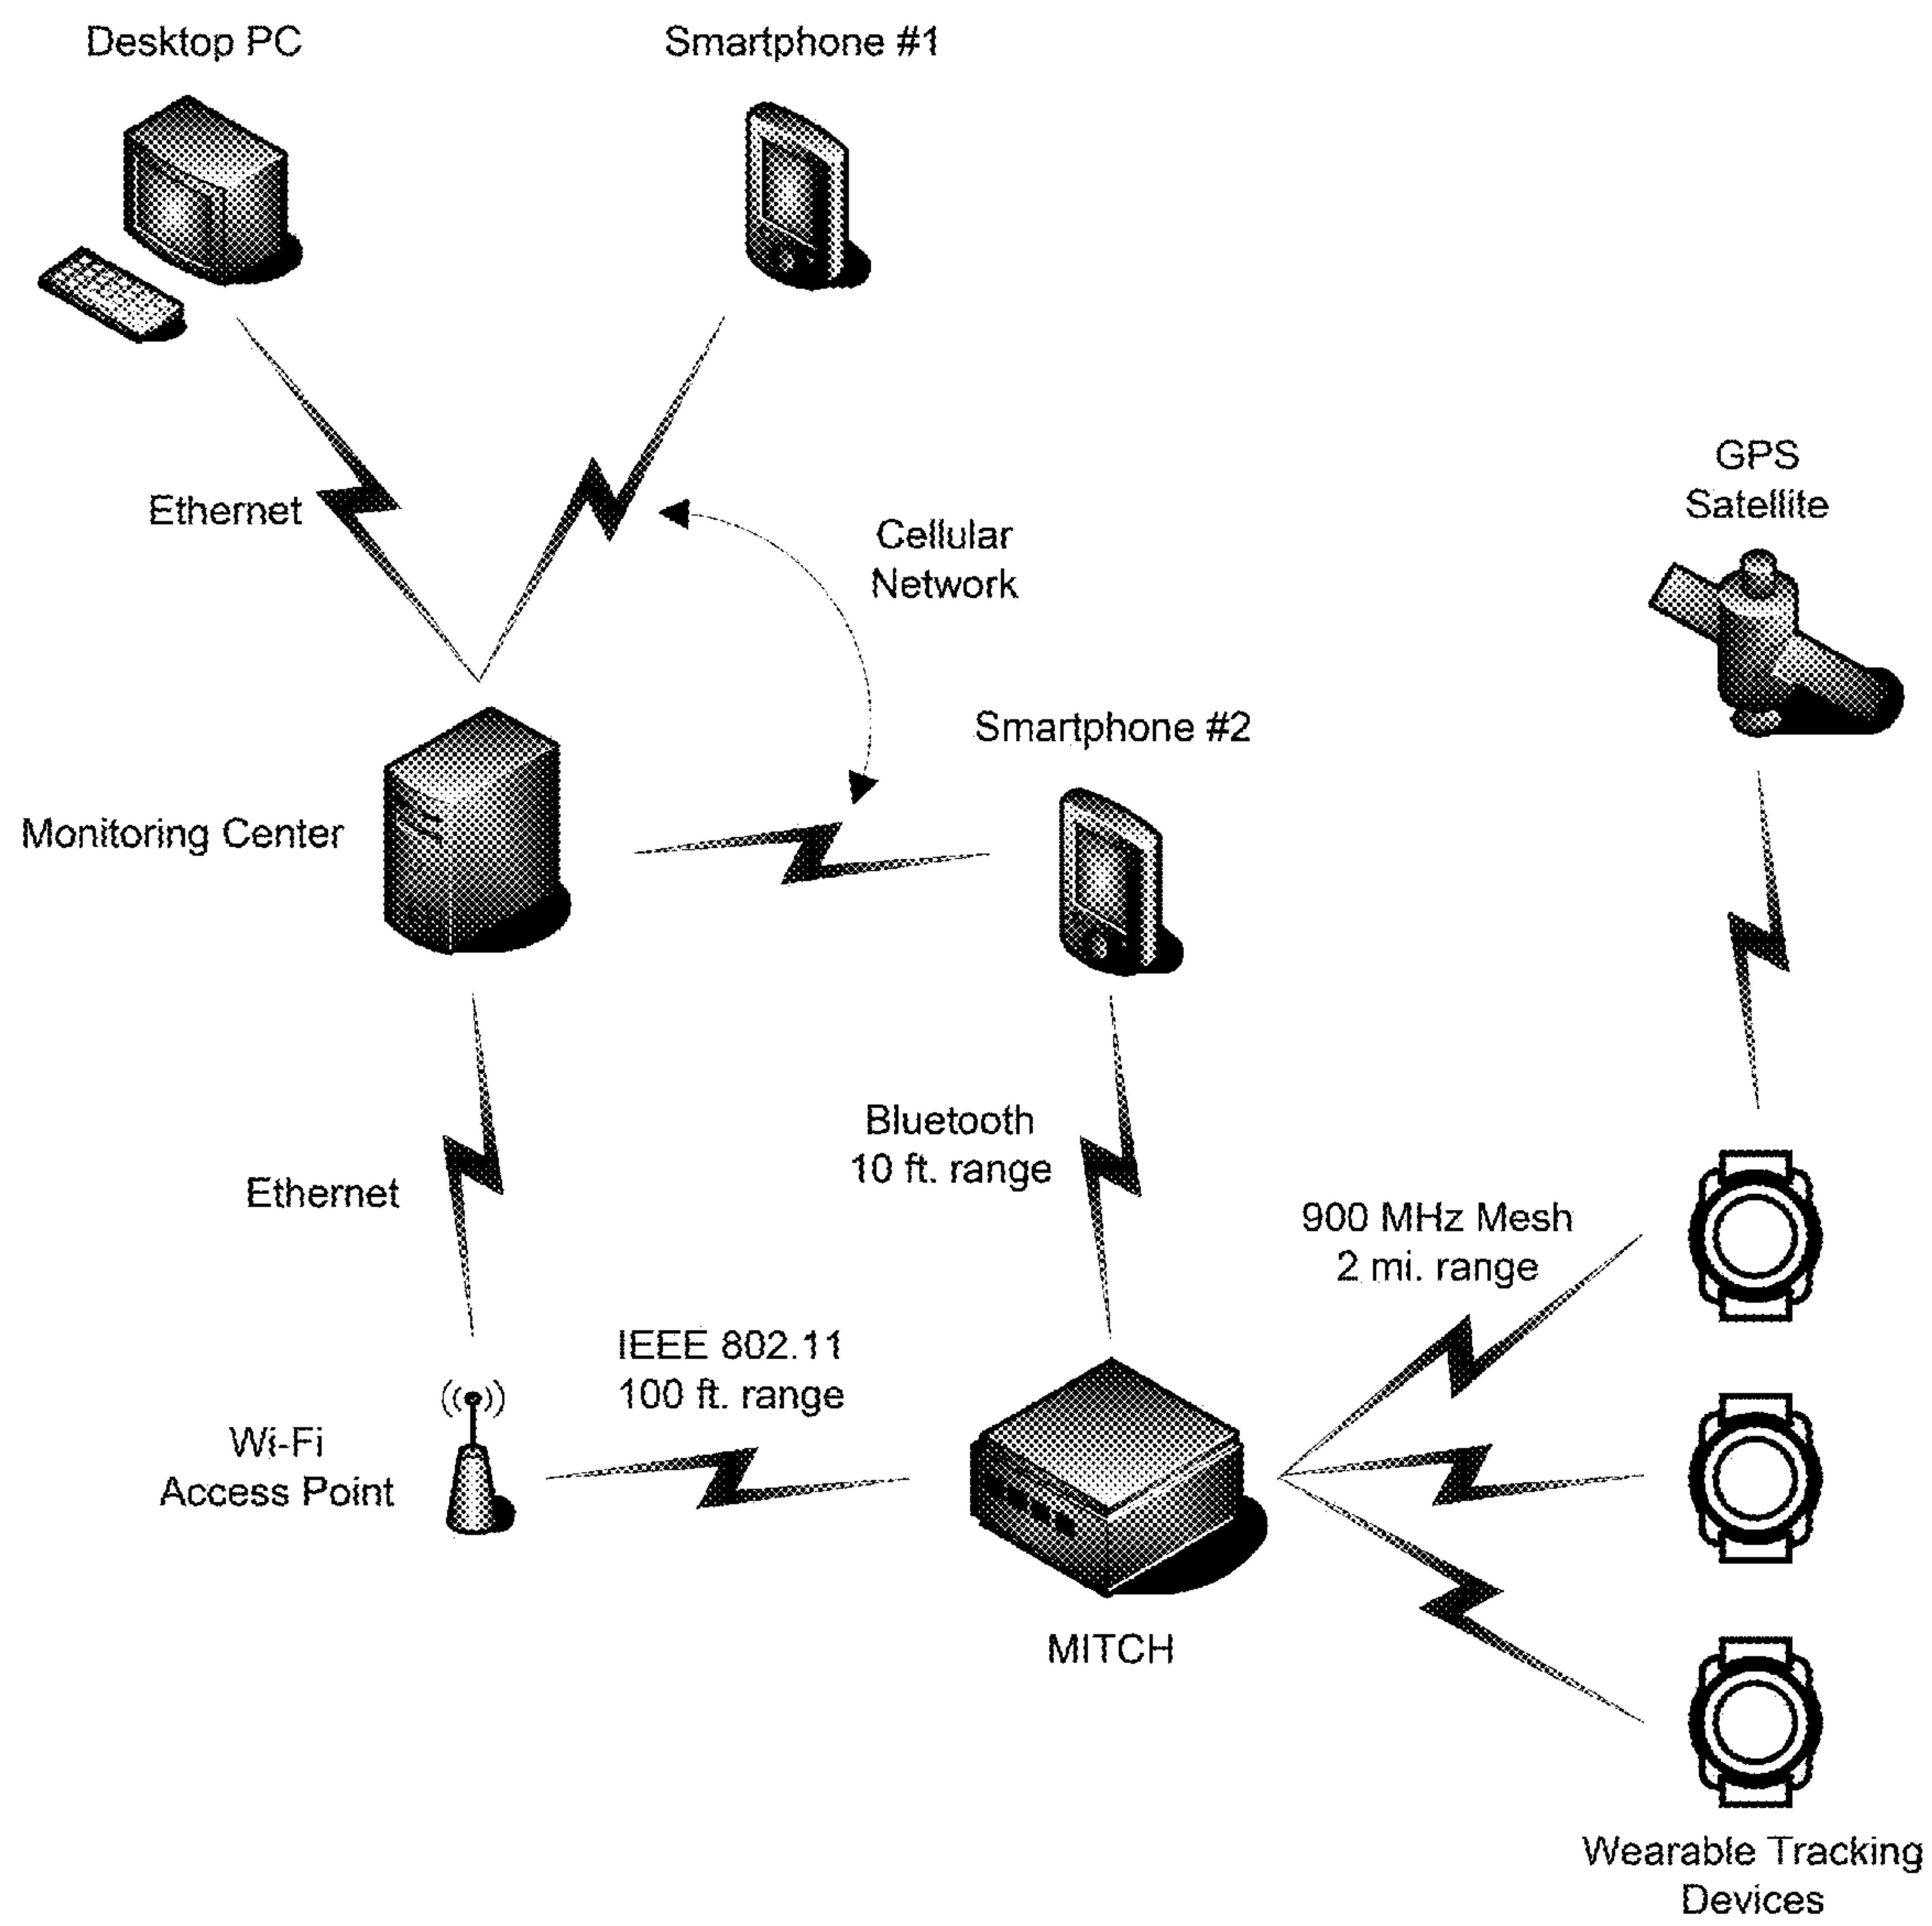 Desktop PC
Smartphone #1
Ethernet
Cellular
Network
GPS
Satellite
Smartphone #2
Monitoring Center
Bluetooth
10 ft. range
Ethernet
900 MHz Mesh
2 mi. range
IEEE 802.11
100 ft. range
Wi-Fi
Access Point
MITCH
Wearable Tracking
Devices